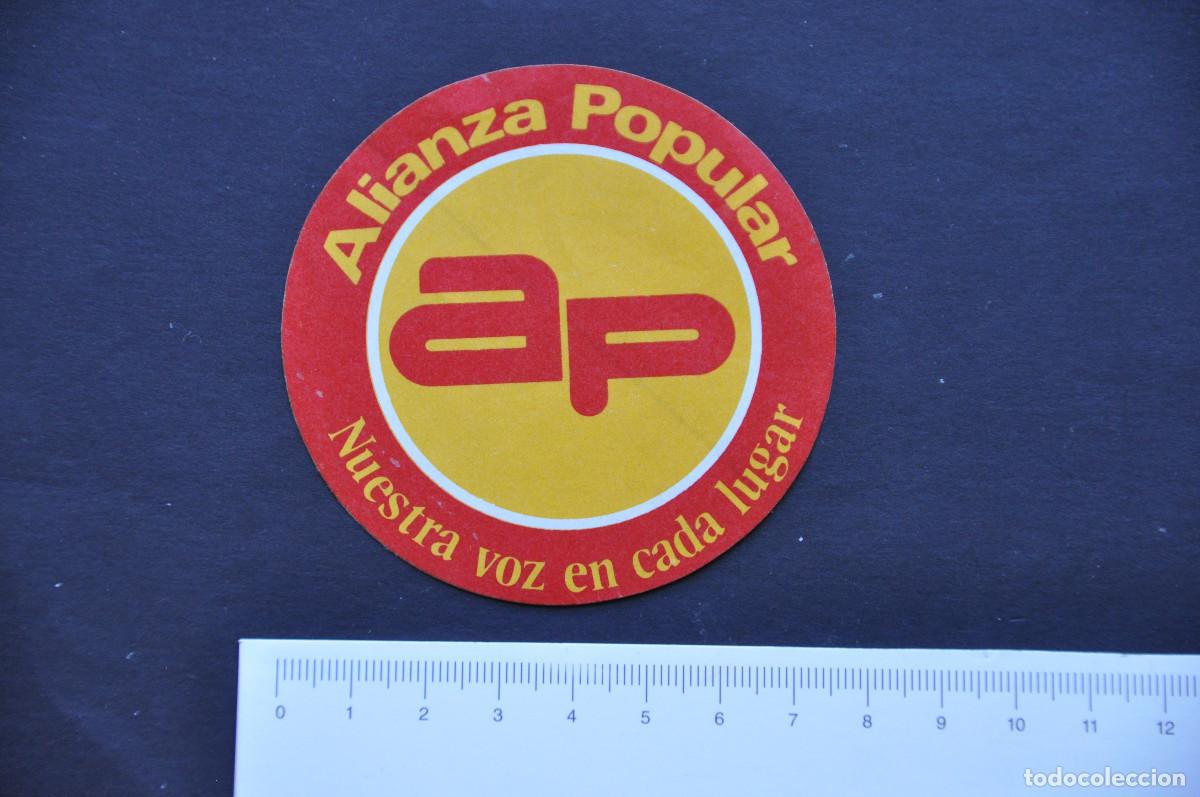 Alianza Popular
ap
Nuestra voz en cada lugar
0 1 2 3 4 5 6 7 8 9 10 11 12
todocoleccion